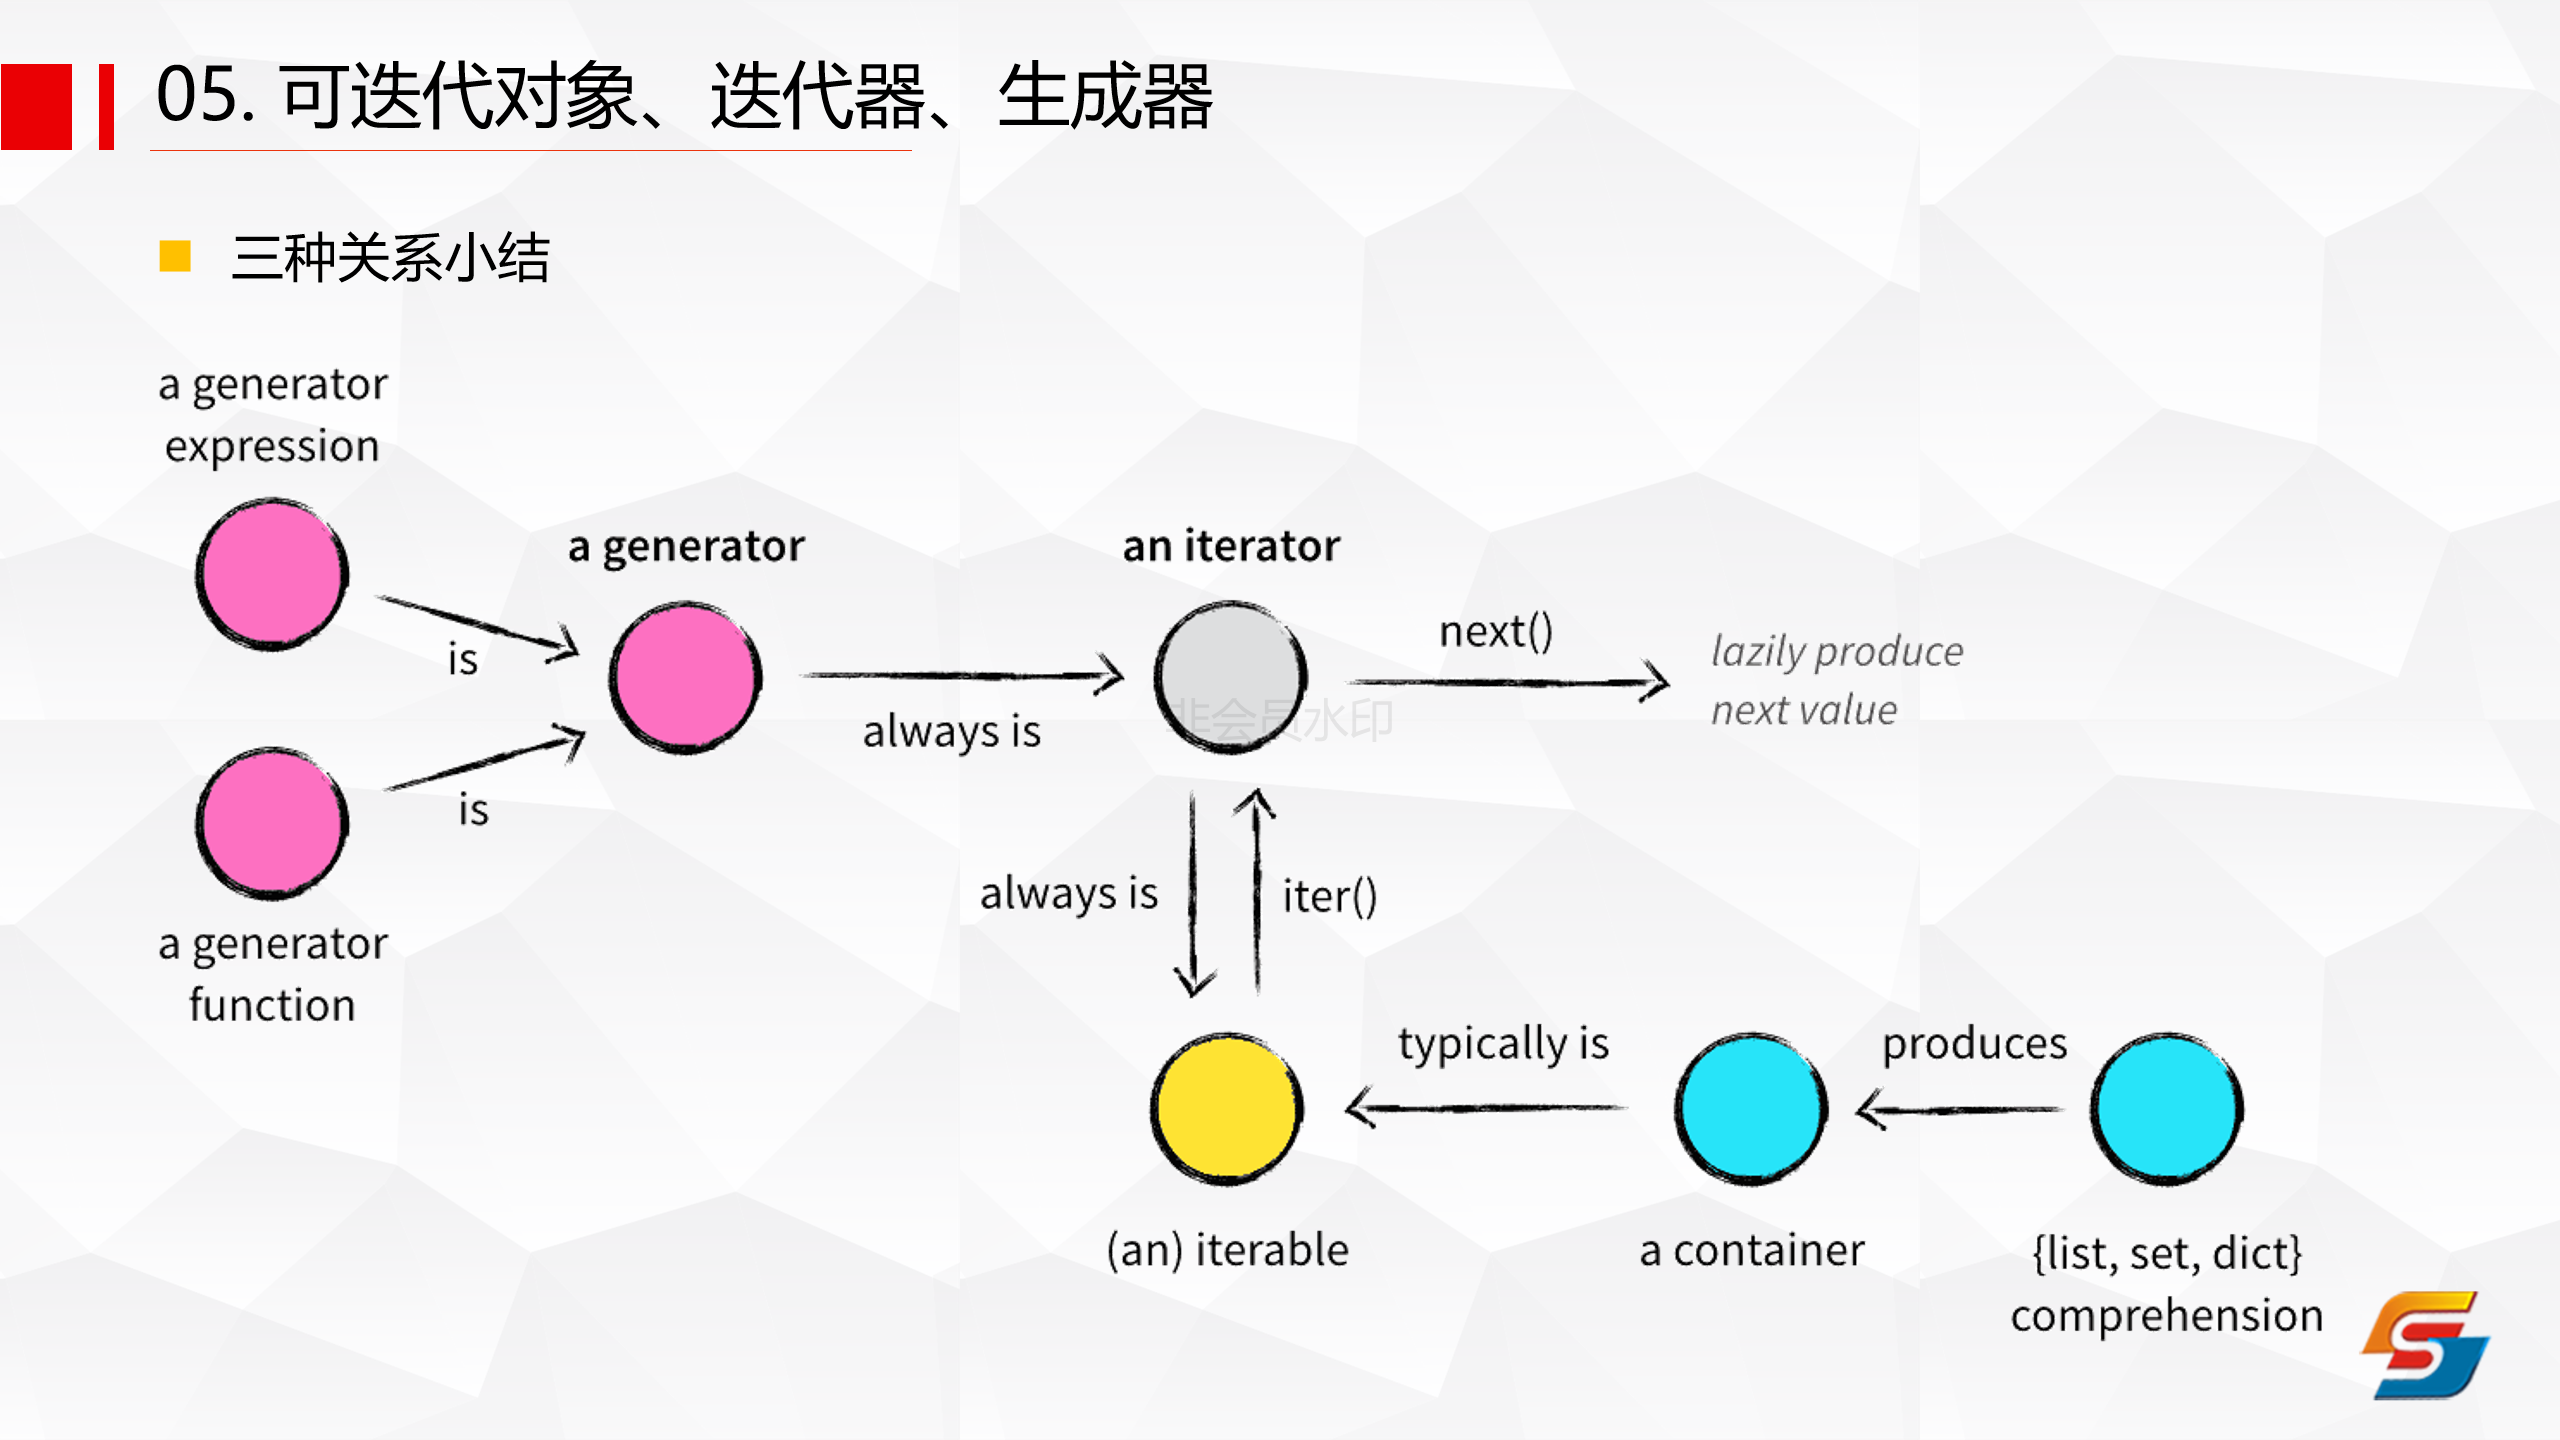 05. 可迭代对象、迭代器、生成器
三种关系小结
a generator
expression
a generator
an iterator
is
next()
lazily produce
next value
always is
非会员水印
is
always is
iter()
a generator
function
typically is
produces
(an) iterable
a container
{list, set, dict}
comprehension